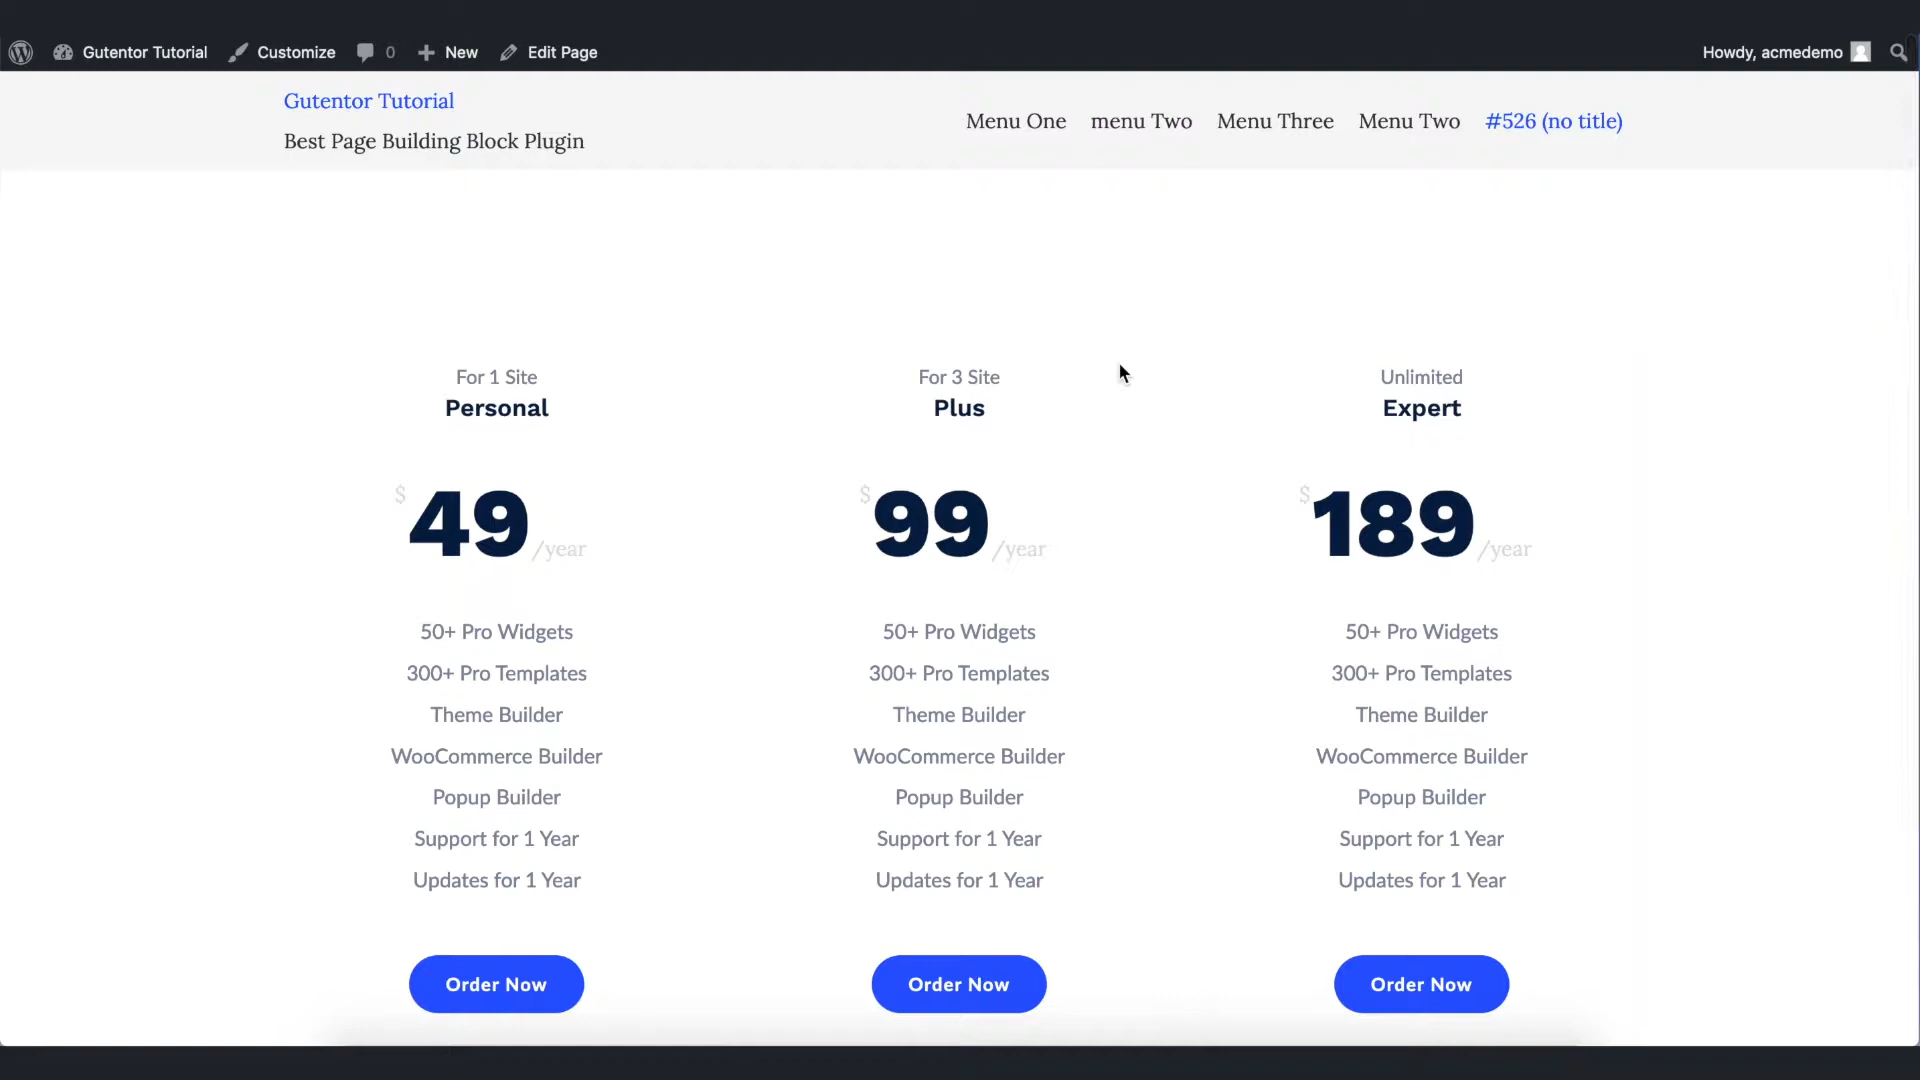 Gutentor Tutorial Customize 0 New Edit Page Howdy, acmedemo
Gutentor Tutorial
Best Page Building Block Plugin
Menu One menu Two Menu Three Menu Two #526 (no title)
For 1 Site
Personal
$49/year
50+ Pro Widgets
300+ Pro Templates
Theme Builder
WooCommerce Builder
Popup Builder
Support for 1 Year
Updates for 1 Year
Order Now
For 3 Site
Plus
$99/year
50+ Pro Widgets
300+ Pro Templates
Theme Builder
WooCommerce Builder
Popup Builder
Support for 1 Year
Updates for 1 Year
Order Now
Unlimited
Expert
$189/year
50+ Pro Widgets
300+ Pro Templates
Theme Builder
WooCommerce Builder
Popup Builder
Support for 1 Year
Updates for 1 Year
Order Now